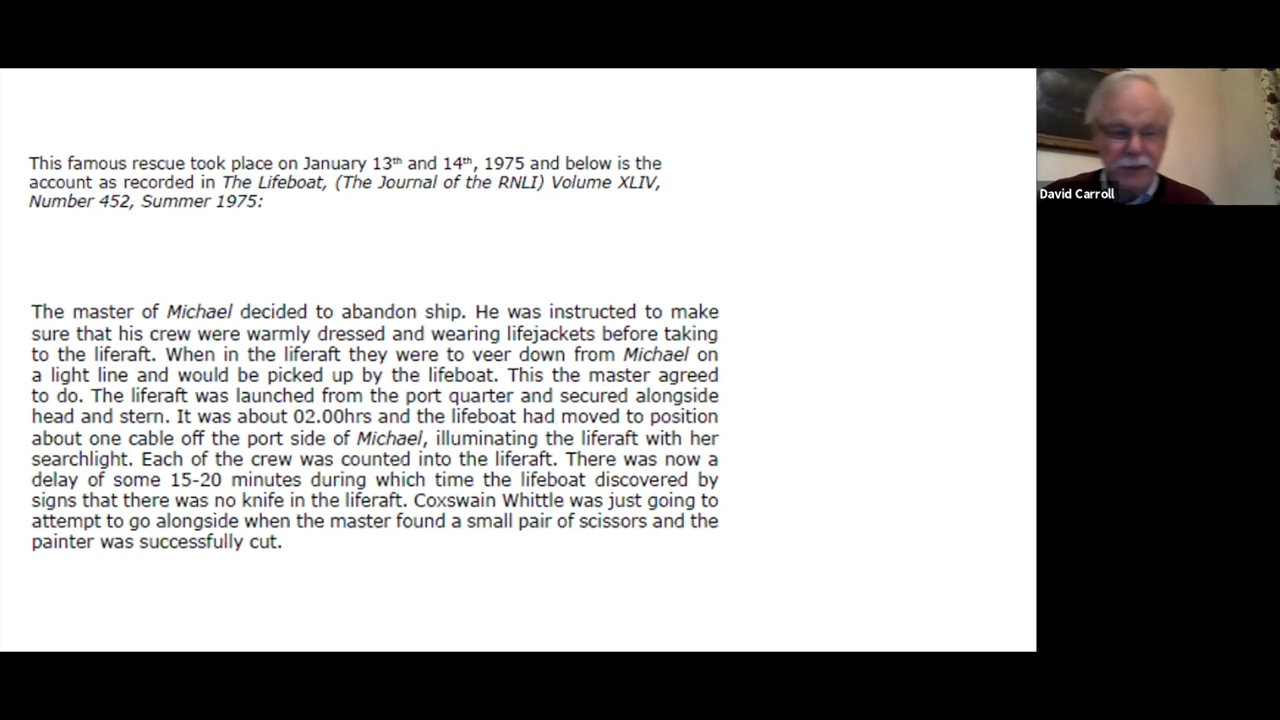 This famous rescue took place on January 13th and 14th, 1975 and below is the
account as recorded in The Lifeboat, (The Journal of the RNLI) Volume XLIV,
Number 452, Summer 1975:
The master of Michael decided to abandon ship. He was instructed to make
sure that his crew were warmly dressed and wearing lifejackets before taking
to the liferaft. When in the liferaft they were to veer down from Michael on
a light line and would be picked up by the lifeboat. This the master agreed
to do. The liferaft was launched from the port quarter and secured alongside
head and stern. It was about 02.00hrs and the lifeboat had moved to position
about one cable off the port side of Michael, illuminating the liferaft with her
searchlight. Each of the crew was counted into the liferaft. There was now a
delay of some 15-20 minutes during which time the lifeboat discovered by
signs that there was no knife in the liferaft. Coxswain Whittle was just going to
attempt to go alongside when the master found a small pair of scissors and the
painter was successfully cut.
David Carroll